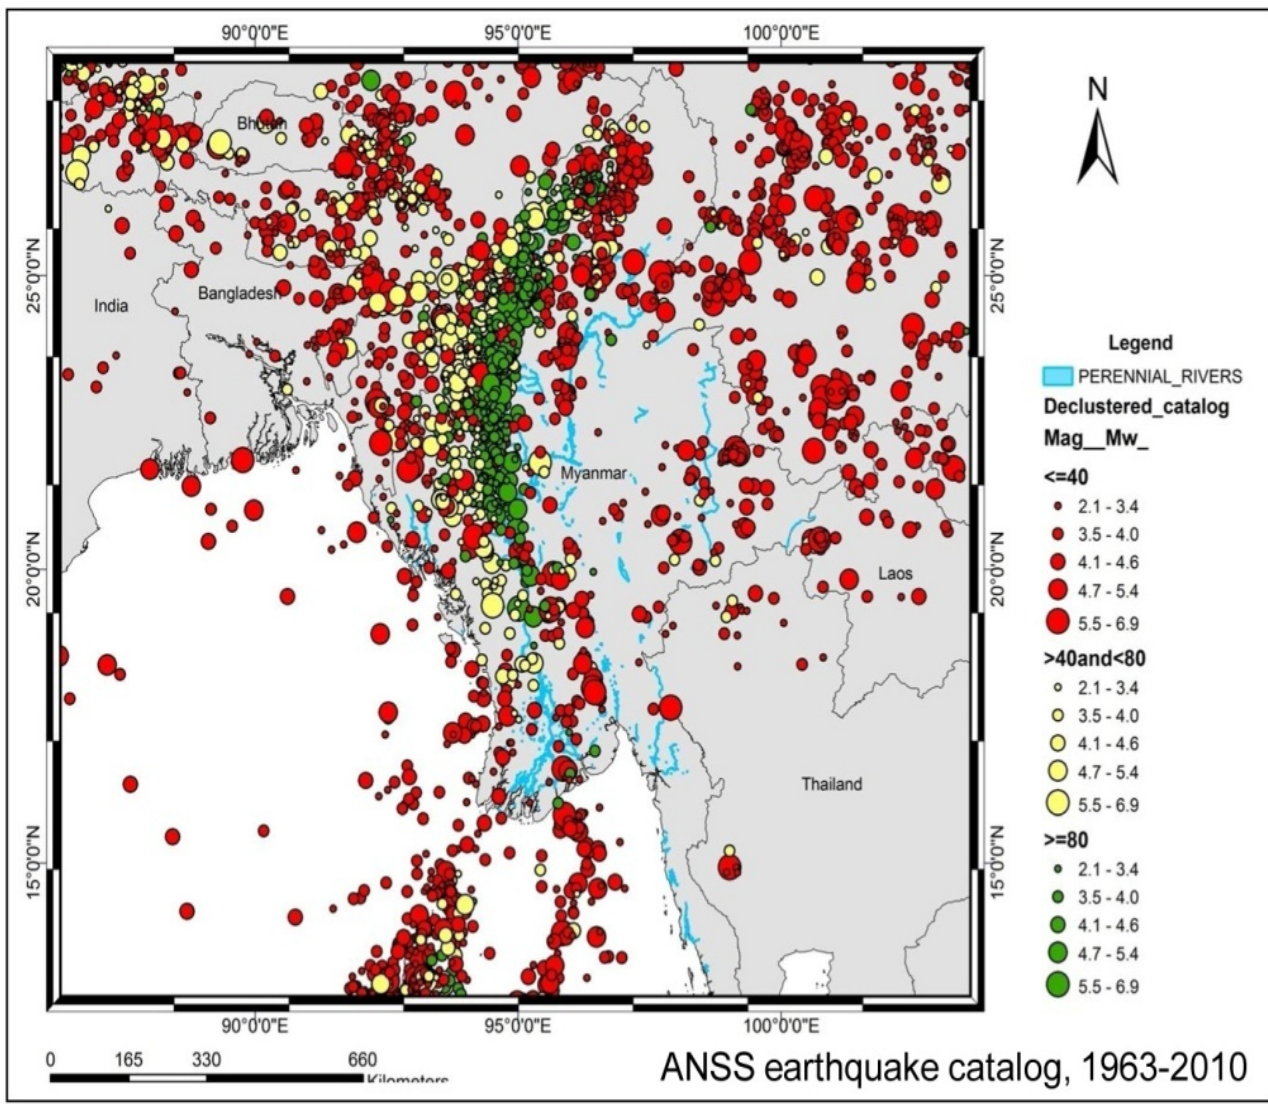 90°0'0"E 95°0'0"E 100°0'0"E
N
Bhutan
25°0'0"N 25°0'0"N
India
Bangladesh
Legend
PERENNIAL_RIVERS
Declustered_catalog
Mag__Mw_
<=40
2.1 - 3.4
3.5 - 4.0
4.1 - 4.6
4.7 - 5.4
5.5 - 6.9
Myanmar
20°0'0"N 20°0'0"N
Laos
>40and<80
2.1 - 3.4
3.5 - 4.0
4.1 - 4.6
4.7 - 5.4
5.5 - 6.9
Thailand
15°0'0"N 15°0'0"N
>=80
2.1 - 3.4
3.5 - 4.0
4.1 - 4.6
4.7 - 5.4
5.5 - 6.9
90°0'0"E 95°0'0"E 100°0'0"E
0 165 330 660
Kilometers
ANSS earthquake catalog, 1963-2010